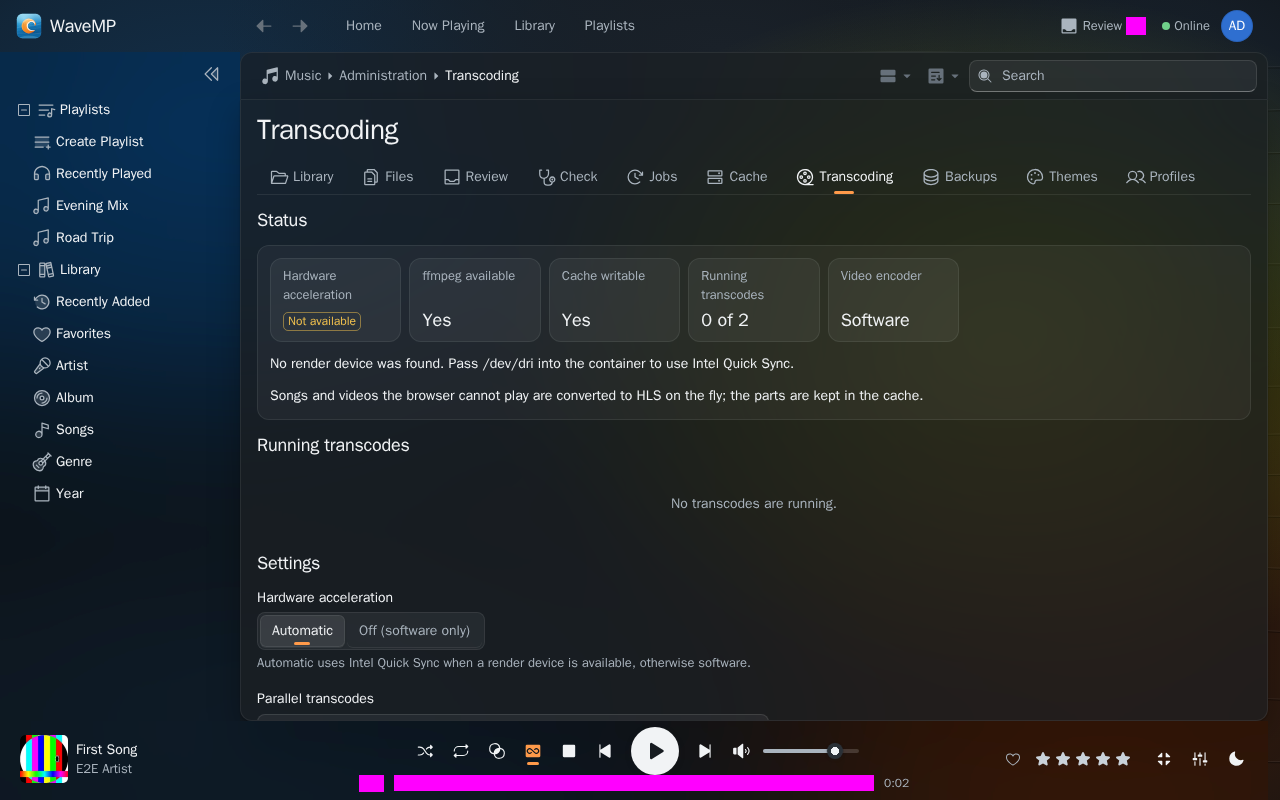 WaveMP
Home
Now Playing
Library
Playlists
Review
Online
AD
Music
Administration
Transcoding
Search
Playlists
Create Playlist
Recently Played
Evening Mix
Road Trip
Library
Recently Added
Favorites
Artist
Album
Songs
Genre
Year
Transcoding
Library
Files
Review
Check
Jobs
Cache
Transcoding
Backups
Themes
Profiles
Status
Hardware
acceleration
Not available
ffmpeg available
Yes
Cache writable
Yes
Running
transcodes
0 of 2
Video encoder
Software
No render device was found. Pass /dev/dri into the container to use Intel Quick Sync.
Songs and videos the browser cannot play are converted to HLS on the fly; the parts are kept in the cache.
Running transcodes
No transcodes are running.
Settings
Hardware acceleration
Automatic
Off (software only)
Automatic uses Intel Quick Sync when a render device is available, otherwise software.
Parallel transcodes
First Song
E2E Artist
0:02